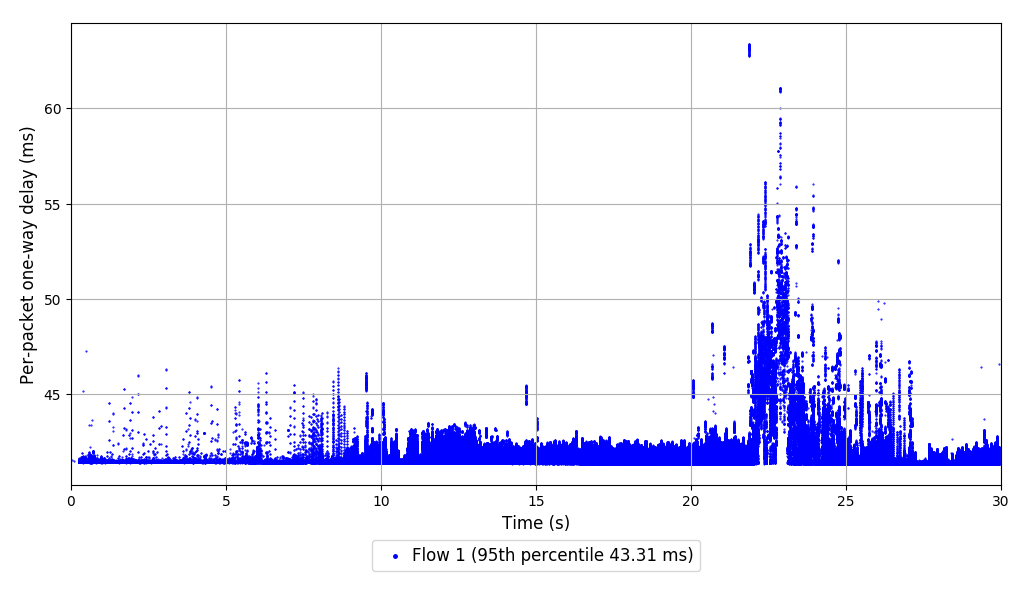 Per-packet one-way delay (ms)
60
55
50
45
0 5 10 15 20 25 30
Time (s)
Flow 1 (95th percentile 43.31 ms)